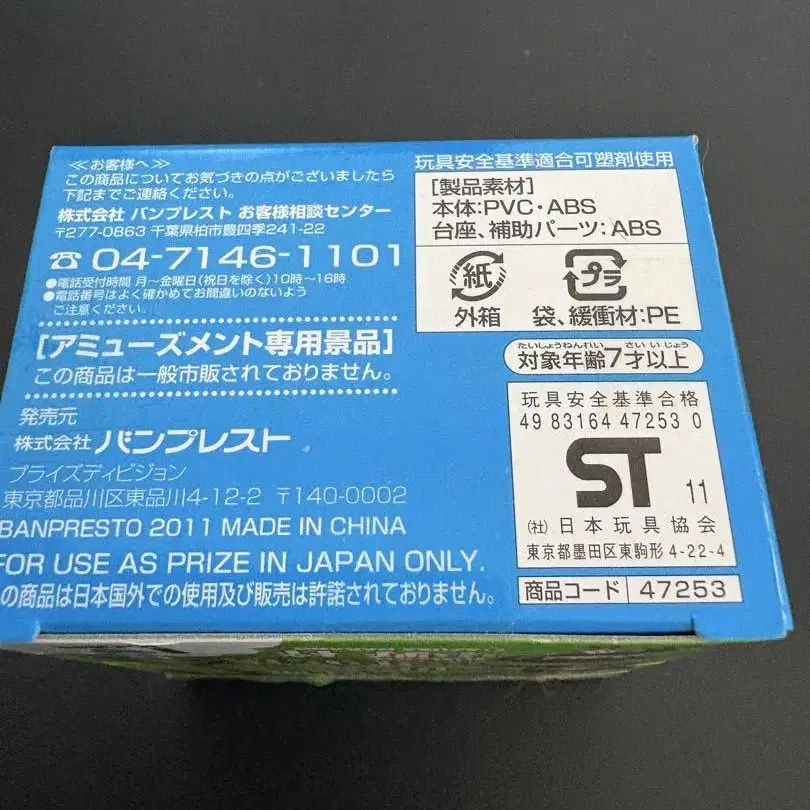 ≪お客様へ≫
この商品についてお気づきの点がございましたら
下記までご連絡ください。
株式会社 バンプレスト お客様相談センター
〒277-0863 千葉県柏市豊四季241-22
☎04-7146-1101
●電話受付時間 月〜金曜日(祝日を除く)10時〜16時
●電話番号はよく確かめてお間違いのないよう
ご注意ください。
[アミューズメント専用景品]
この商品は一般市販されておりません。
発売元
株式会社 バンプレスト
プライズディビジョン
東京都品川区東品川4-12-2 〒140-0002
BANPRESTO 2011 MADE IN CHINA
FOR USE AS PRIZE IN JAPAN ONLY.
の商品は日本国外での使用及び販売は許諾されておりません。
玩具安全基準適合可塑剤使用
[製品素材]
本体:PVC・ABS
台座、補助パーツ:ABS
紙
外箱
プラ
袋、緩衝材:PE
たいしょうねんれい さい いじょう
対象年齢7才以上
玩具安全基準合格
49 83164 47253 0
ST 11
(社)日本玩具協会
東京都墨田区東駒形 4-22-4
商品コード 47253